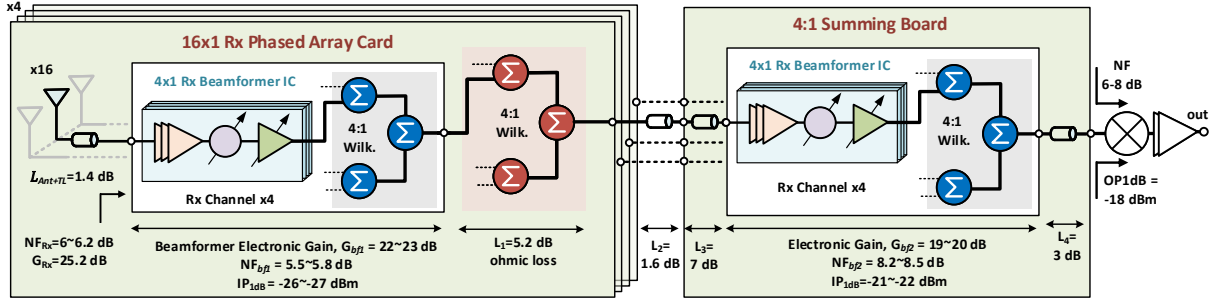 x4
16x1 Rx Phased Array Card
4:1 Summing Board
x16
4x1 Rx Beamformer IC
Σ
Σ
Σ
4:1
Wilk.
Rx Channel x4
Σ
Σ
Σ
4:1
Wilk.
4x1 Rx Beamformer IC
Σ
Σ
Σ
4:1
Wilk.
Rx Channel x4
NF
6-8 dB
out
OP1dB =
-18 dBm
L_Ant+TL=1.4 dB
NF_Rx=6~6.2 dB
G_Rx=25.2 dB
Beamformer Electronic Gain, G_bf1 = 22~23 dB
NF_bf1 = 5.5~5.8 dB
IP_1dB = -26~-27 dBm
L_1=5.2 dB
ohmic loss
L_2=
1.6 dB
L_3=
7 dB
Electronic Gain, G_bf2 = 19~20 dB
NF_bf2 = 8.2~8.5 dB
IP_1dB = -21~-22 dBm
L_4=
3 dB